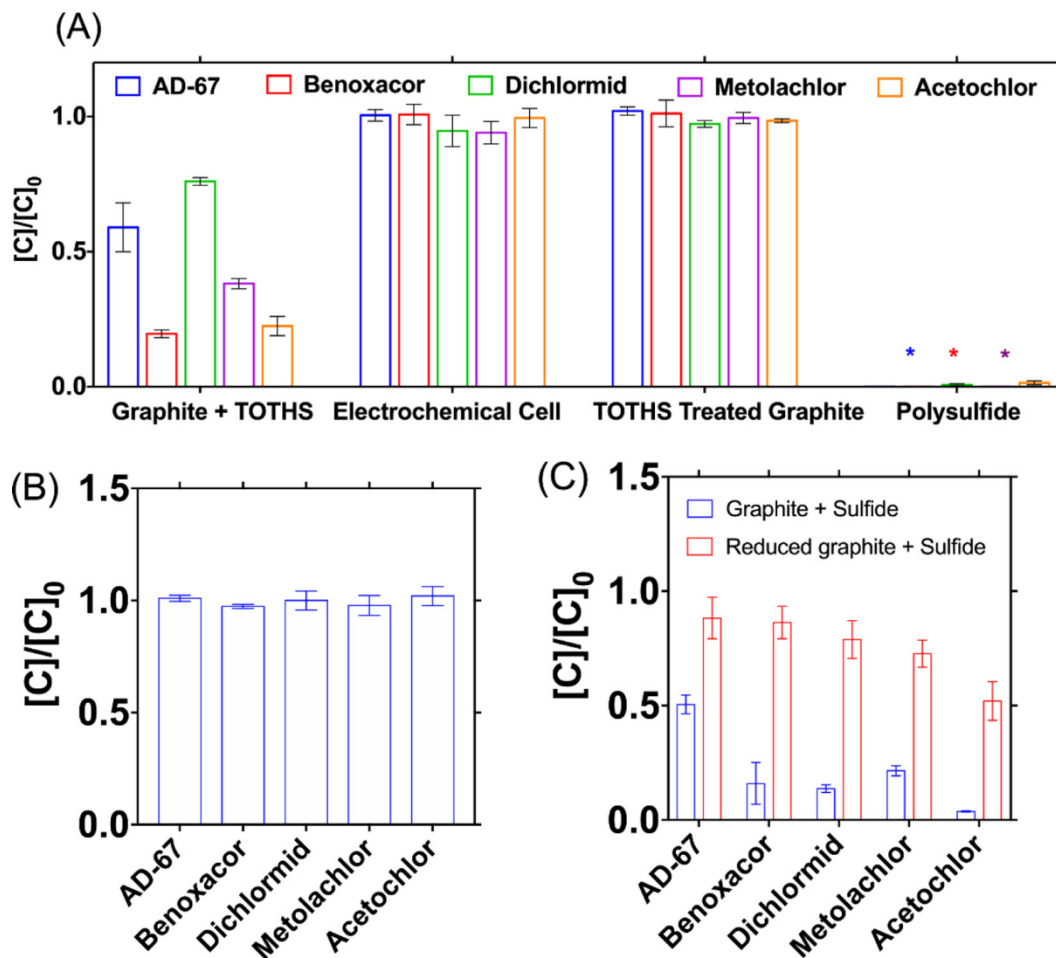 (A)
AD-67 Benoxacor Dichlormid Metolachlor Acetochlor
[C]/[C]0
1.0
0.5
0.0
* * *
Graphite + TOTHS Electrochemical Cell TOTHS Treated Graphite Polysulfide
(B)
[C]/[C]0
1.5
1.0
0.5
0.0
AD-67 Benoxacor Dichlormid Metolachlor Acetochlor
(C)
Graphite + Sulfide
Reduced graphite + Sulfide
[C]/[C]0
1.5
1.0
0.5
0.0
AD-67 Benoxacor Dichlormid Metolachlor Acetochlor